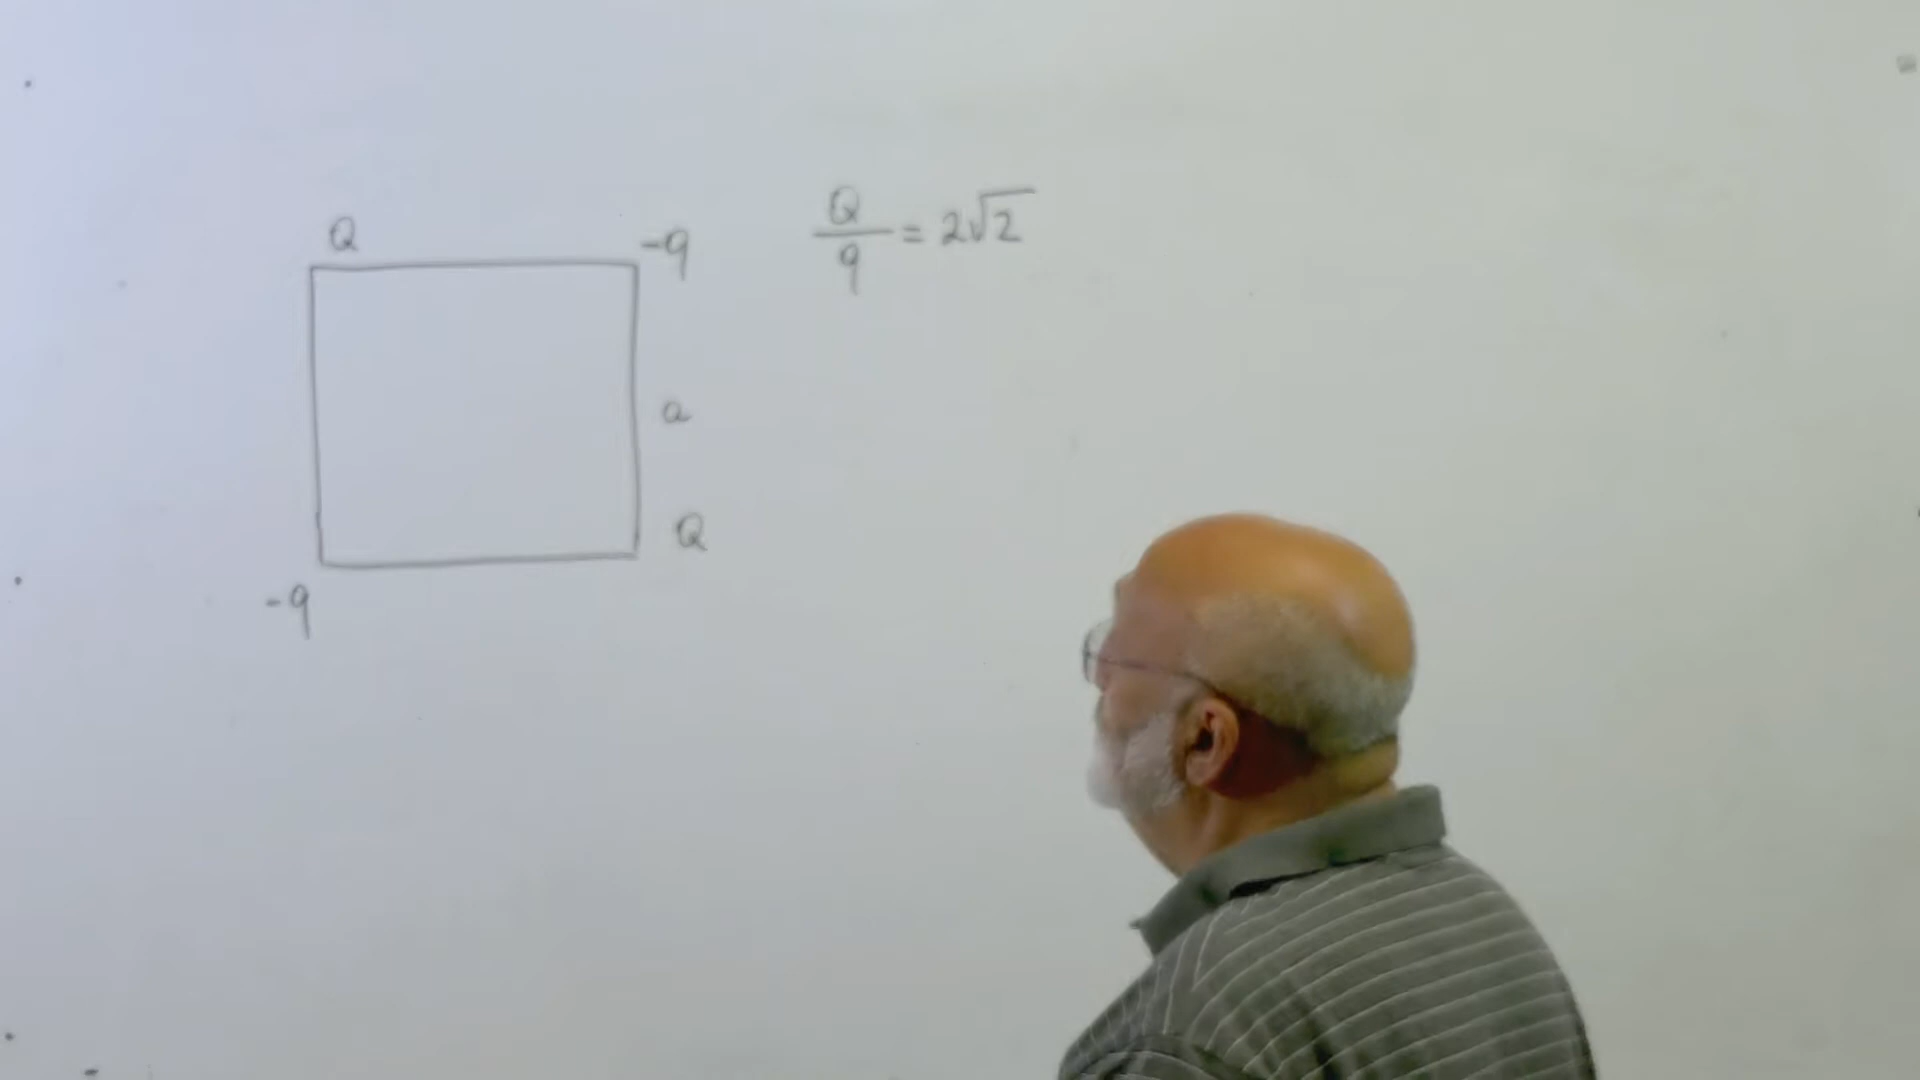 Q -q
a
Q
-q
Q/q = 2√2